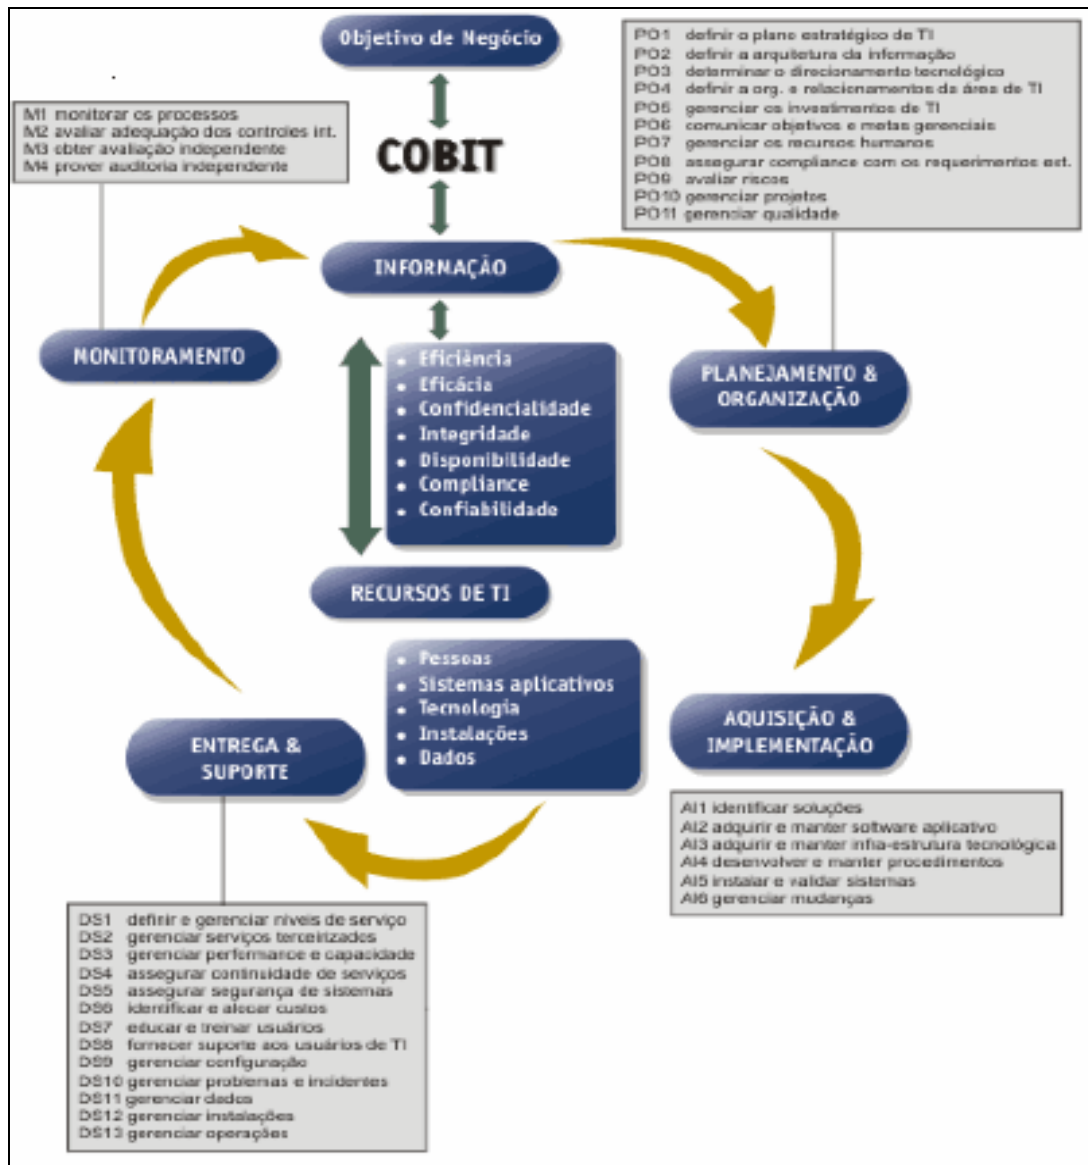 Objetivo de Negócio
COBIT
PO1 definir o plano estratégico de TI
PO2 definir a arquitetura da informação
PO3 determinar o direcionamento tecnológico
PO4 definir a org. e relacionamentos da área de TI
PO5 gerenciar os investimentos de TI
PO6 comunicar objetivos e metas gerenciais
PO7 gerenciar os recursos humanos
PO8 assegurar compliance com os requerimentos ext.
PO9 avaliar riscos
PO10 gerenciar projetos
PO11 gerenciar qualidade
M1 monitorar os processos
M2 avaliar adequação dos controles int.
M3 obter avaliação independente
M4 prover auditoria independente
INFORMAÇÃO
MONITORAMENTO
PLANEJAMENTO &
ORGANIZAÇÃO
• Eficiência
• Eficácia
• Confidencialidade
• Integridade
• Disponibilidade
• Compliance
• Confiabilidade
RECURSOS DE TI
• Pessoas
• Sistemas aplicativos
• Tecnologia
• Instalações
• Dados
ENTREGA &
SUPORTE
AQUISIÇÃO &
IMPLEMENTAÇÃO
AI1 identificar soluções
AI2 adquirir e manter software aplicativo
AI3 adquirir e manter infra-estrutura tecnológica
AI4 desenvolver e manter procedimentos
AI5 instalar e validar sistemas
AI6 gerenciar mudanças
DS1 definir e gerenciar níveis de serviço
DS2 gerenciar serviços terceirizados
DS3 gerenciar performance e capacidade
DS4 assegurar continuidade de serviços
DS5 assegurar segurança de sistemas
DS6 identificar e alocar custos
DS7 educar e treinar usuários
DS8 fornecer suporte aos usuários de TI
DS9 gerenciar configuração
DS10 gerenciar problemas e incidentes
DS11 gerenciar dados
DS12 gerenciar instalações
DS13 gerenciar operações